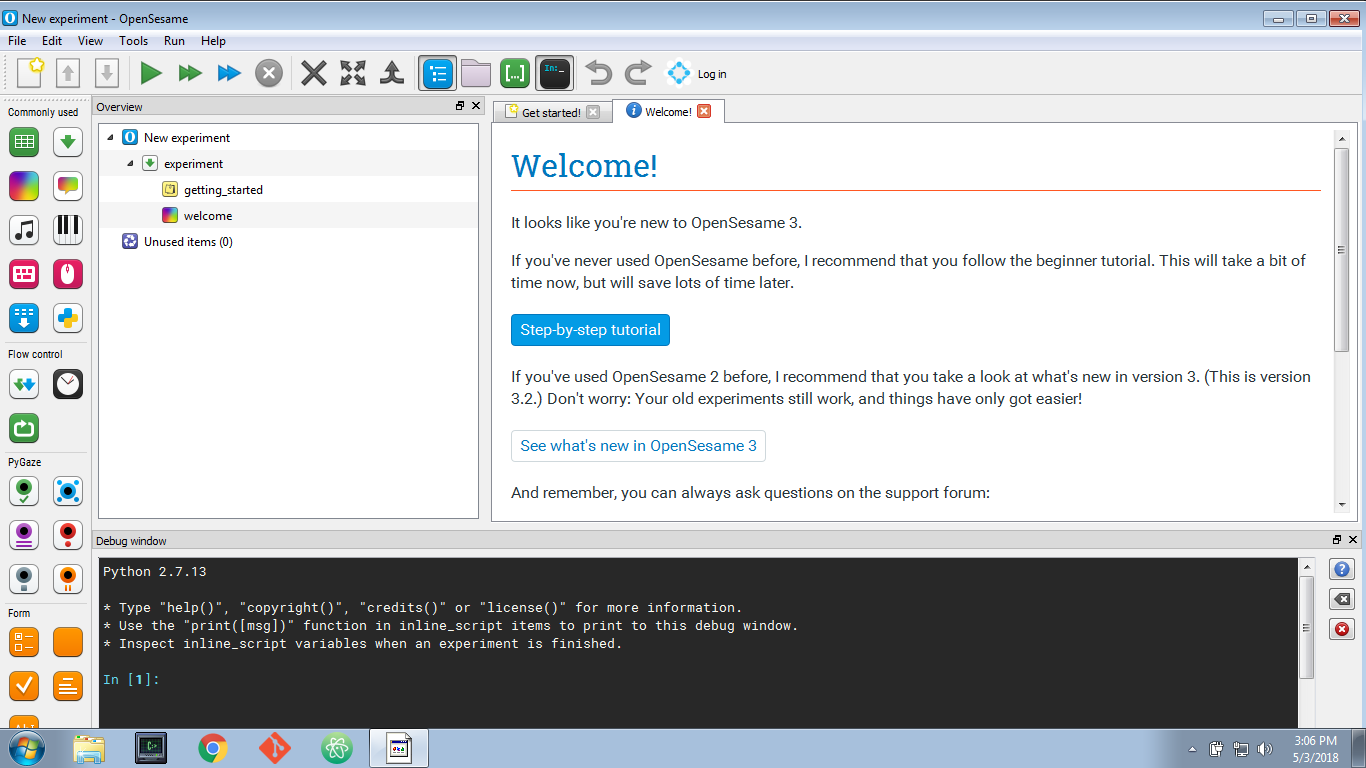 New experiment - OpenSesame
File Edit View Tools Run Help
In:_
Log in
Commonly used
Flow control
PyGaze
Form
Overview
New experiment
experiment
getting_started
welcome
Unused items (0)
Get started!
Welcome!
Welcome!
It looks like you're new to OpenSesame 3.
If you've never used OpenSesame before, I recommend that you follow the beginner tutorial. This will take a bit of
time now, but will save lots of time later.
Step-by-step tutorial
If you've used OpenSesame 2 before, I recommend that you take a look at what's new in version 3. (This is version
3.2.) Don't worry: Your old experiments still work, and things have only got easier!
See what's new in OpenSesame 3
And remember, you can always ask questions on the support forum:
Debug window
Python 2.7.13
* Type "help()", "copyright()", "credits()" or "license()" for more information.
* Use the "print([msg])" function in inline_script items to print to this debug window.
* Inspect inline_script variables when an experiment is finished.
In [1]:
3:06 PM
5/3/2018